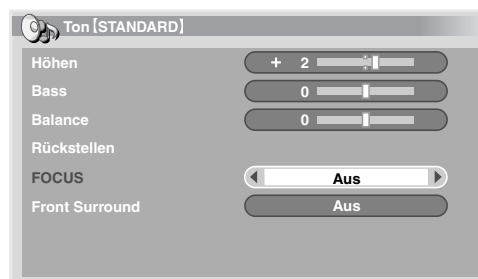 Ton [STANDARD]
Höhen + 2
Bass 0
Balance 0
Rückstellen
FOCUS Aus
Front Surround Aus